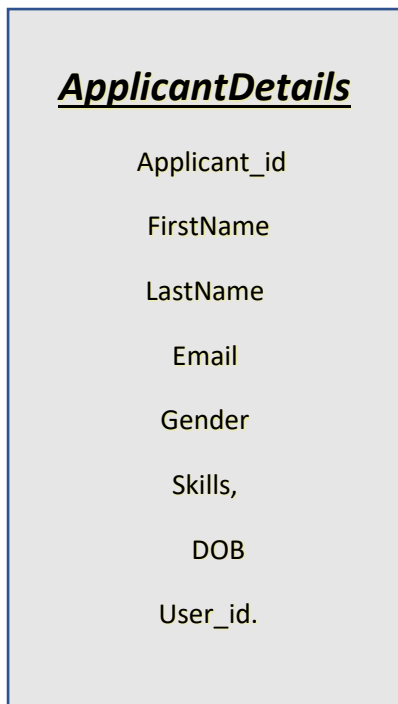 ApplicantDetails
Applicant_id
FirstName
LastName
Email
Gender
Skills,
DOB
User_id.